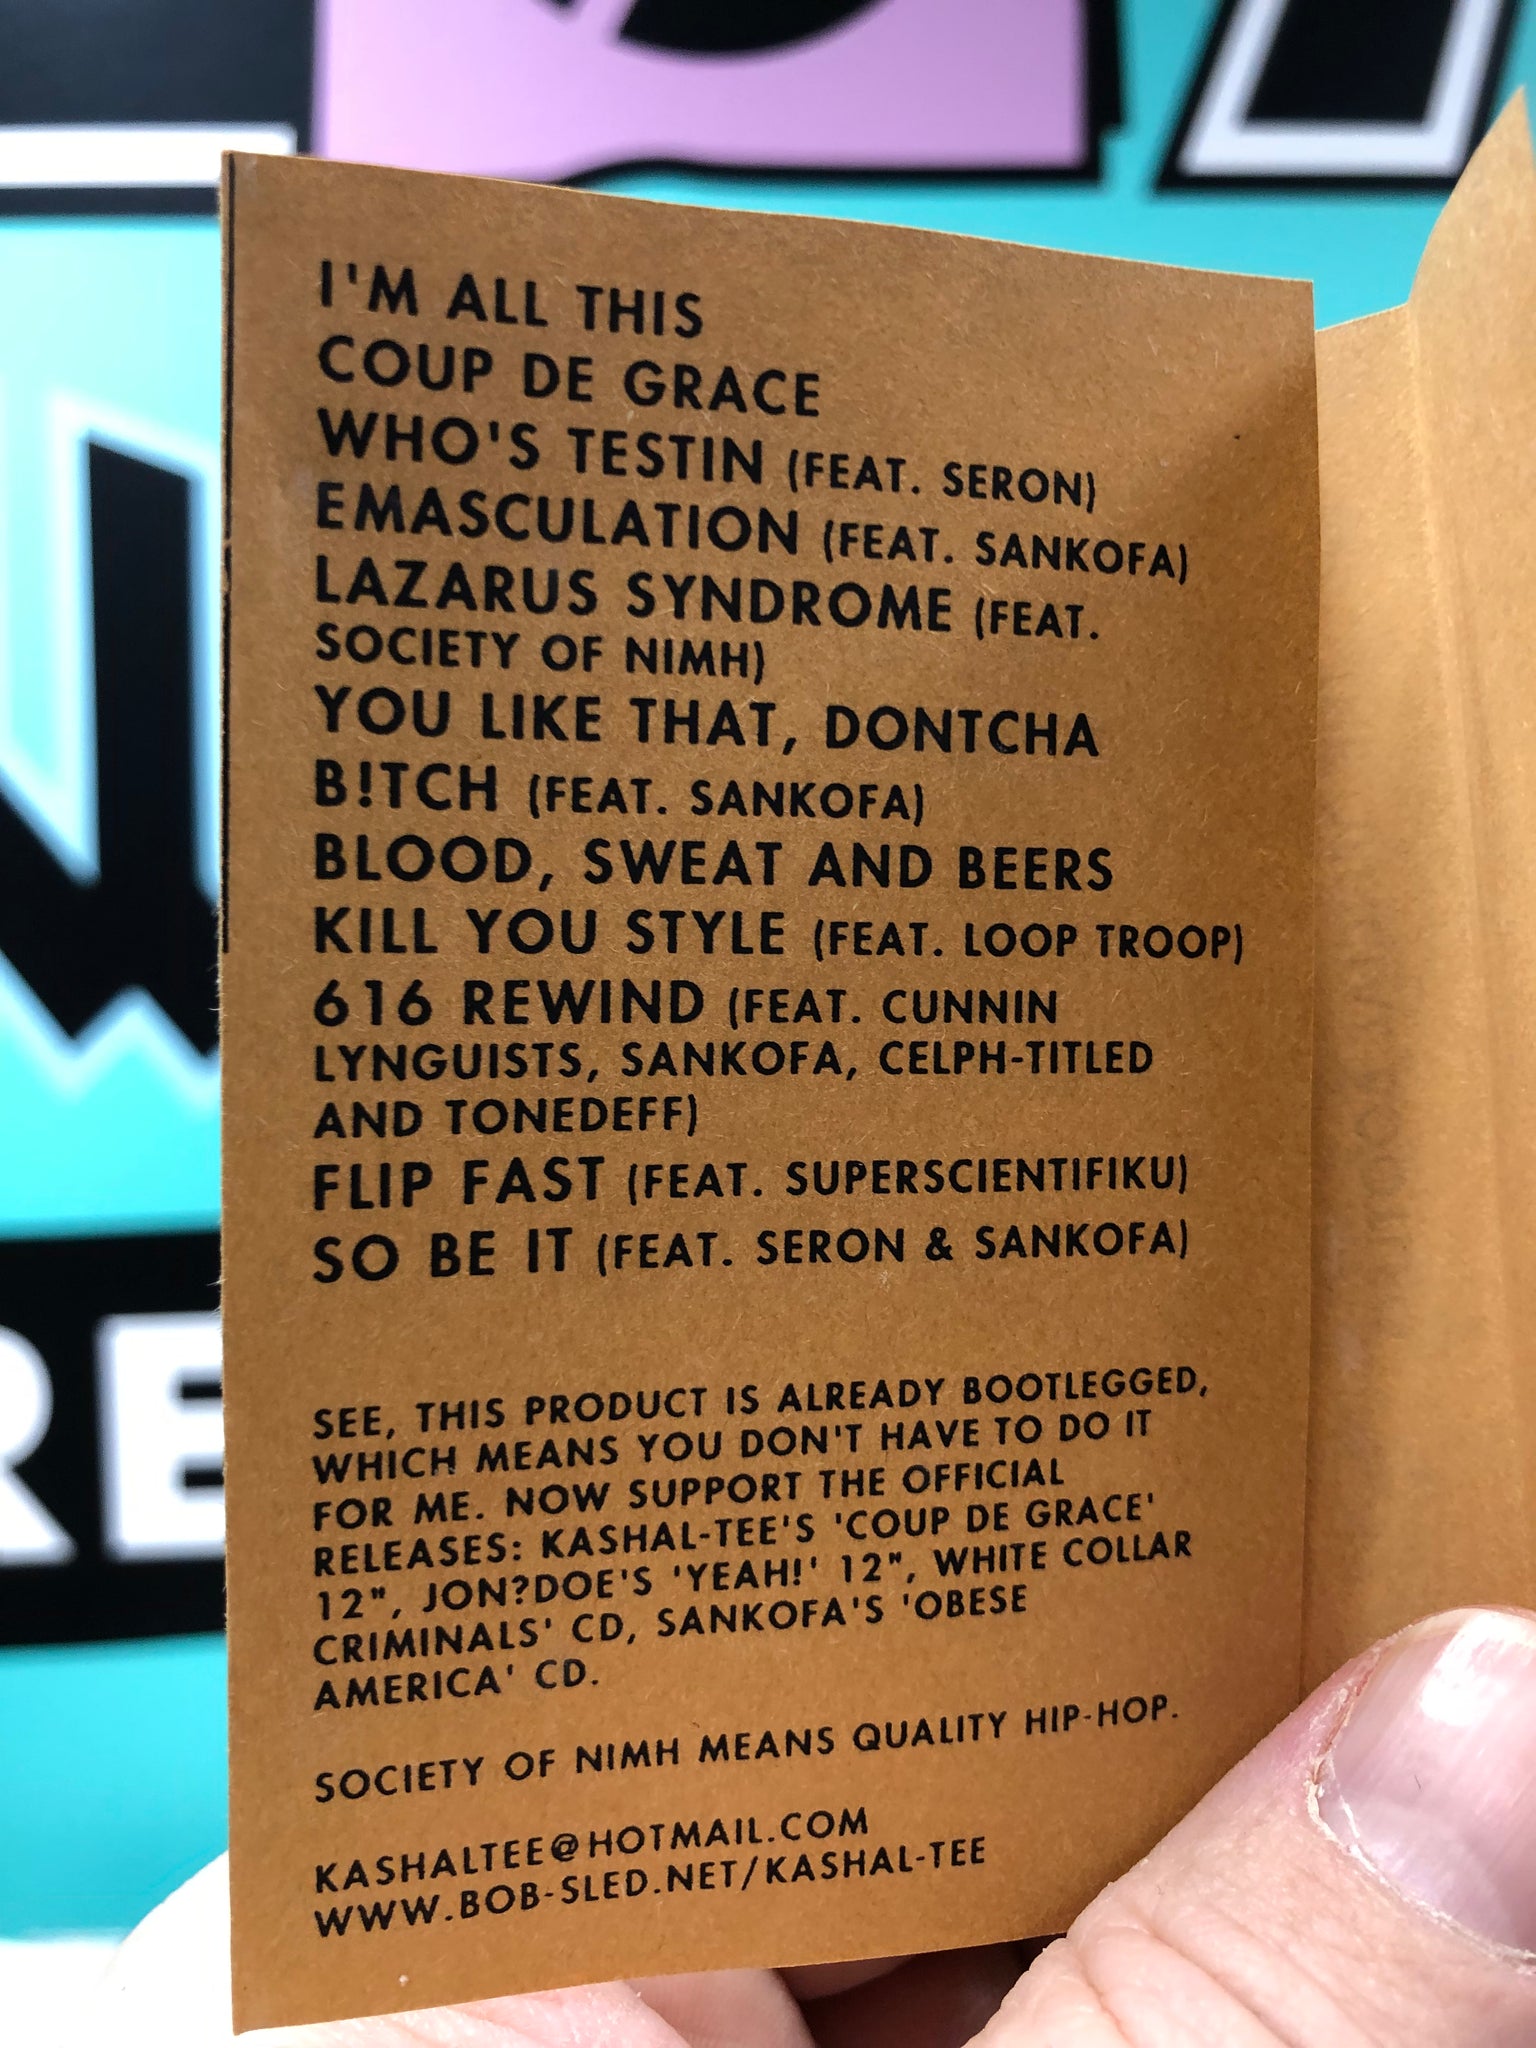 I'M ALL THIS
COUP DE GRACE
WHO'S TESTIN (FEAT. SERON)
EMASCULATION (FEAT. SANKOFA)
LAZARUS SYNDROME (FEAT.
SOCIETY OF NIMH)
YOU LIKE THAT, DONTCHA
B!TCH (FEAT. SANKOFA)
BLOOD, SWEAT AND BEERS
KILL YOU STYLE (FEAT. LOOP TROOP)
616 REWIND (FEAT. CUNNIN
LYNGUISTS, SANKOFA, CELPH-TITLED
AND TONEDEFF)
FLIP FAST (FEAT. SUPERSCIENTIFIKU)
SO BE IT (FEAT. SERON & SANKOFA)
SEE, THIS PRODUCT IS ALREADY BOOTLEGGED,
WHICH MEANS YOU DON'T HAVE TO DO IT
FOR ME. NOW SUPPORT THE OFFICIAL
RELEASES: KASHAL-TEE'S 'COUP DE GRACE'
12", JON?DOE'S 'YEAH!' 12", WHITE COLLAR
CRIMINALS' CD, SANKOFA'S 'OBESE
AMERICA' CD.
SOCIETY OF NIMH MEANS QUALITY HIP-HOP.
KASHALTEE@HOTMAIL.COM
WWW.BOB-SLED.NET/KASHAL-TEE
RE